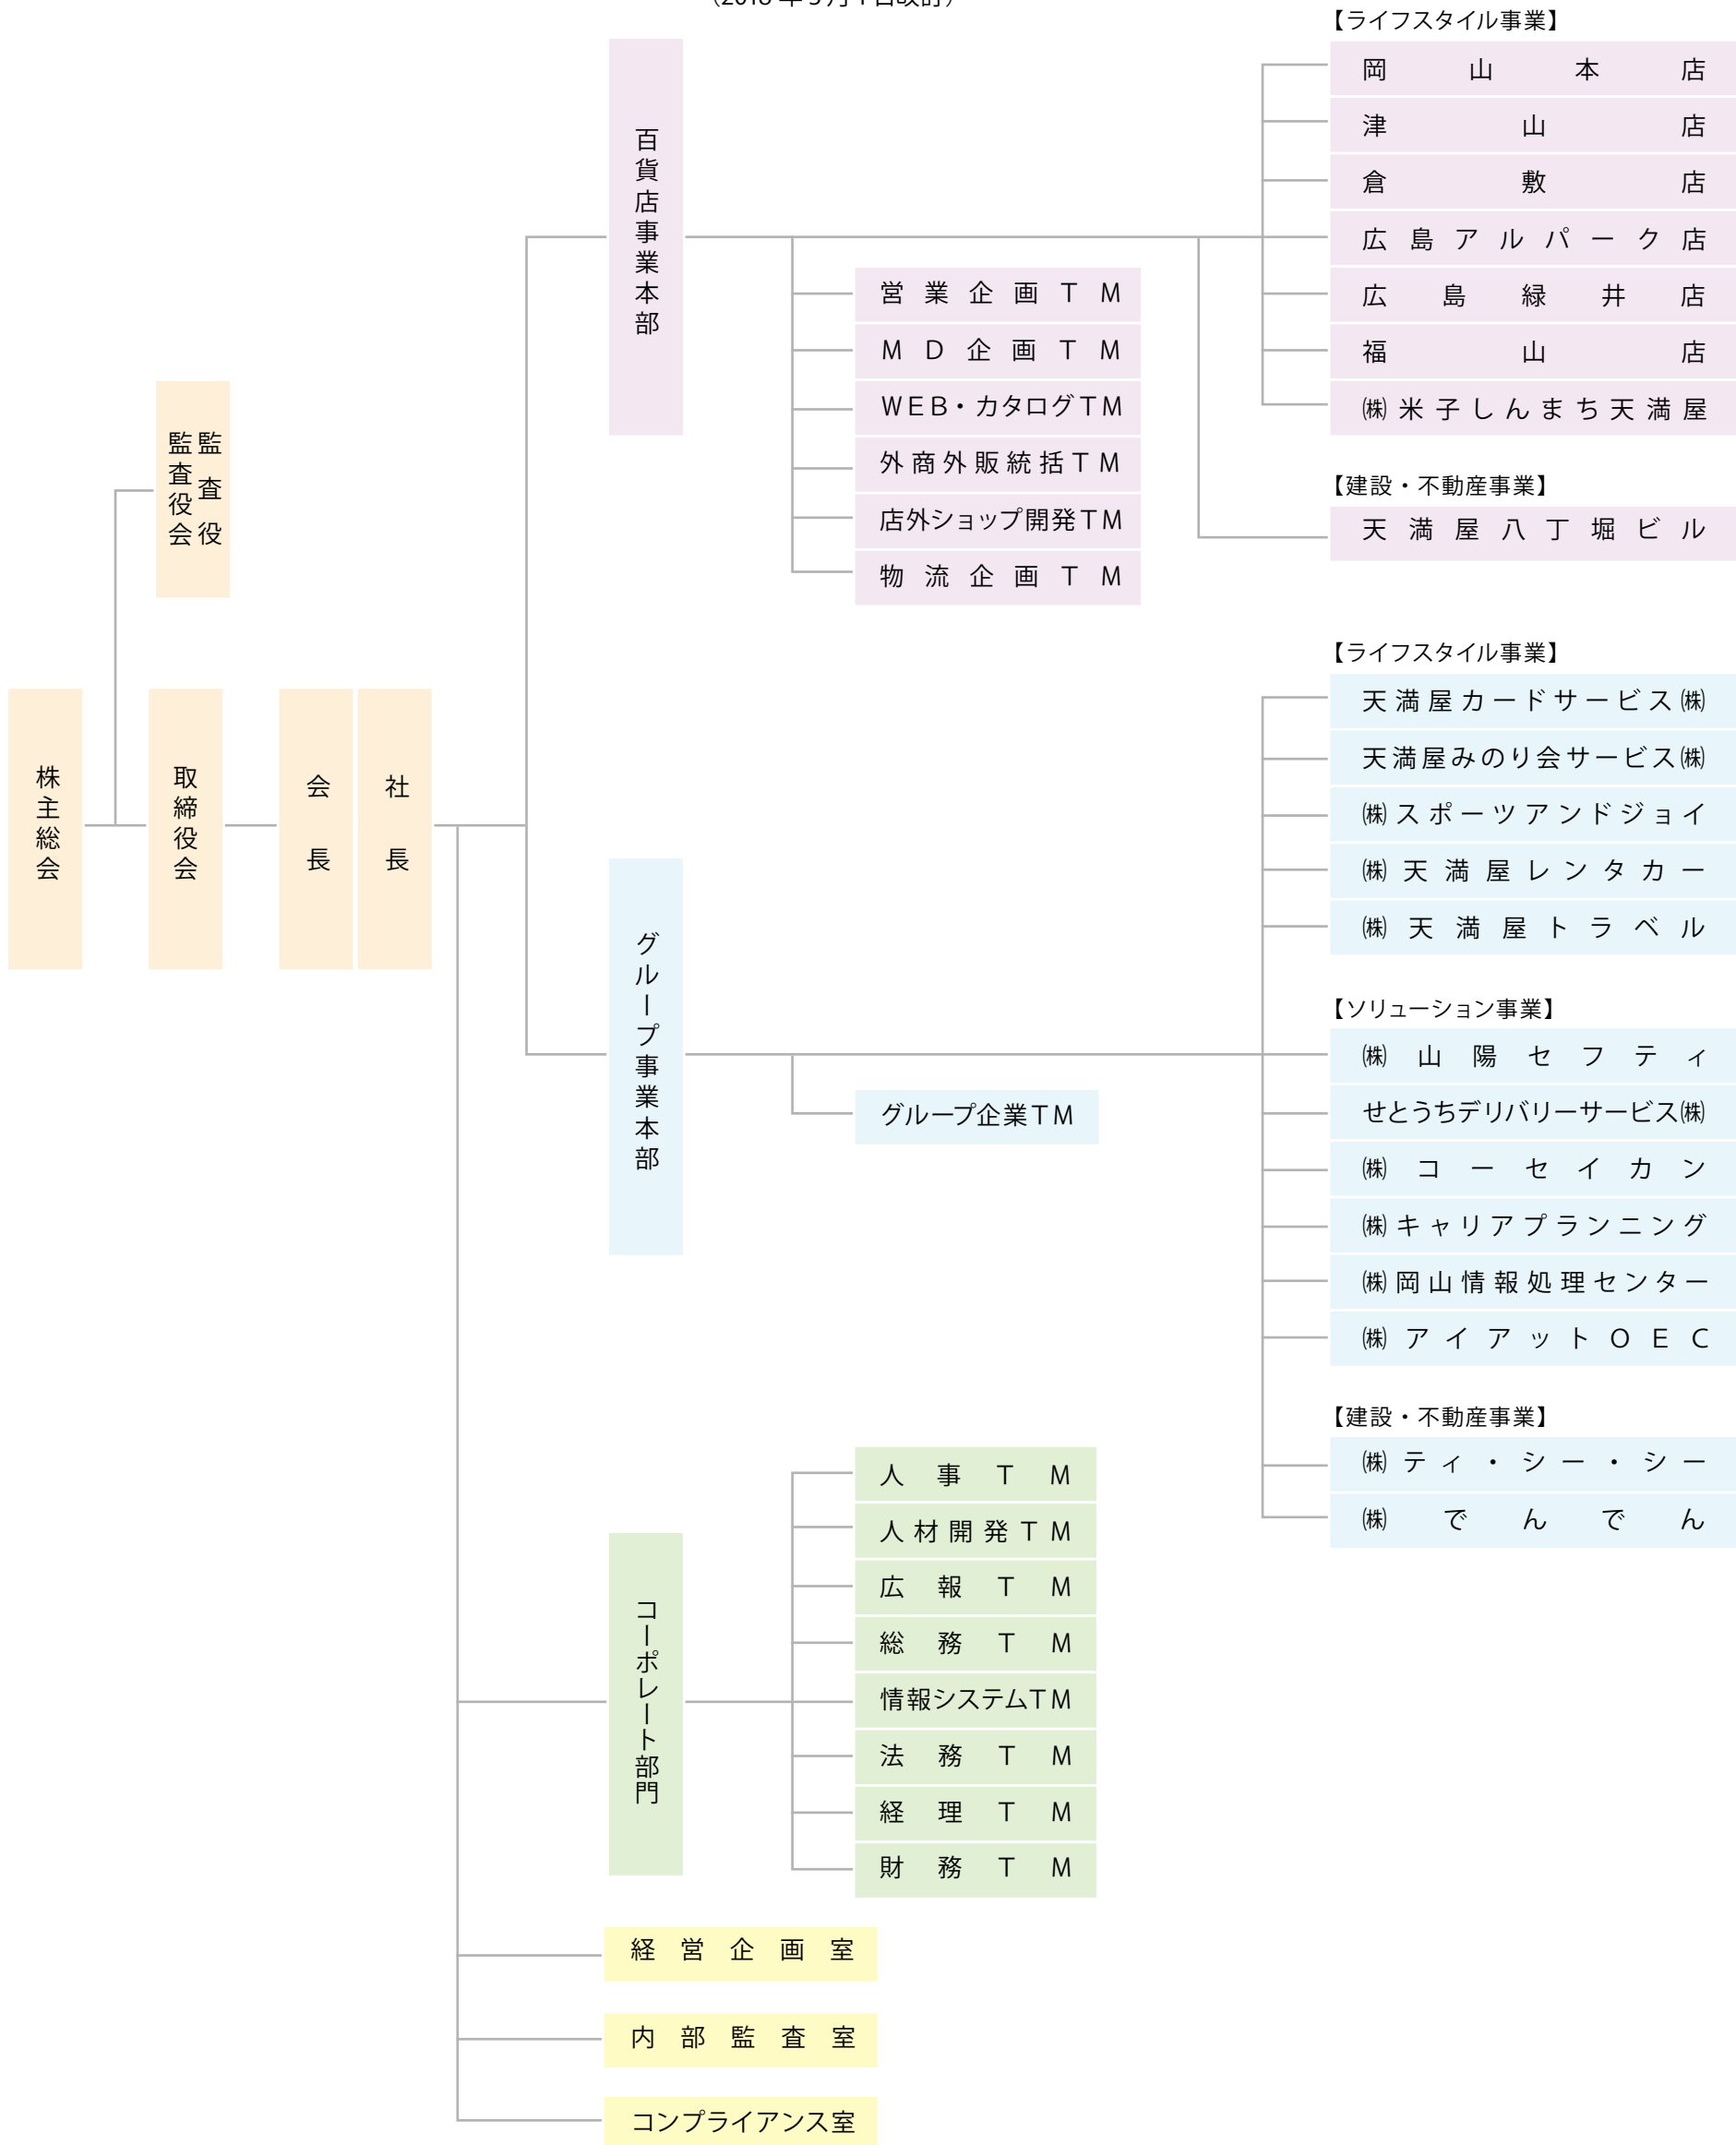 【ライフスタイル事業】
岡山本店
津山店
倉敷店
広島アルパーク店
広島緑井店
福山店
㈱米子しんまち天満屋
【建設・不動産事業】
天満屋八丁堀ビル
百貨店事業本部
営業企画TM
MD企画TM
WEB・カタログTM
外商外販統括TM
店外ショップ開発TM
物流企画TM
監査役
監査役会
株主総会
取締役会
会長
社長
グループ事業本部
グループ企業TM
【ライフスタイル事業】
天満屋カードサービス㈱
天満屋みのり会サービス㈱
㈱スポーツアンドジョイ
㈱天満屋レンタカー
㈱天満屋トラベル
【ソリューション事業】
㈱山陽セフティ
せとうちデリバリーサービス㈱
㈱コーセイカン
㈱キャリアプランニング
㈱岡山情報処理センター
㈱アイアットOEC
【建設・不動産事業】
㈱ティ・シー・シー
㈱でんでん
コーポレート部門
人事TM
人材開発TM
広報TM
総務TM
情報システムTM
法務TM
経理TM
財務TM
経営企画室
内部監査室
コンプライアンス室